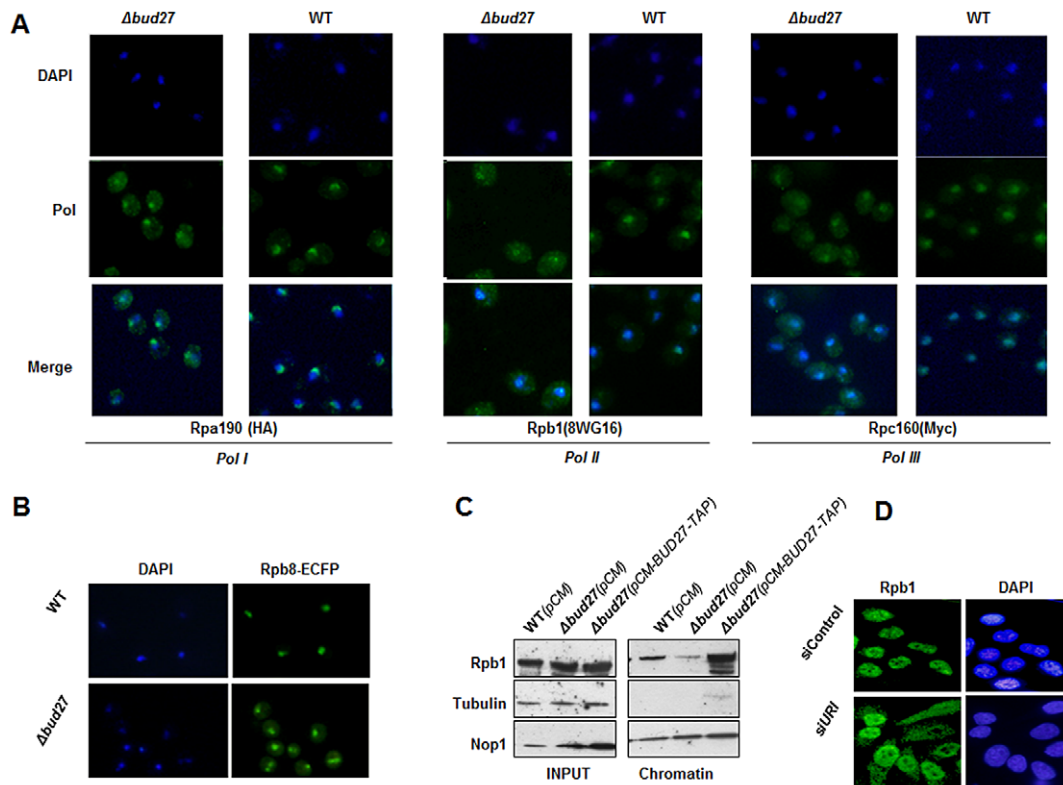 A
Δbud27 WT Δbud27 WT Δbud27 WT
DAPI
Pol
Merge
Rpa190 (HA) Rpb1(8WG16) Rpc160(Myc)
Pol I Pol II Pol III
B
DAPI Rpb8-ECFP
WT
Δbud27
C
WT(pCM)
Δbud27(pCM)
Δbud27(pCM-BUD27-TAP)
WT(pCM)
Δbud27(pCM)
Δbud27(pCM-BUD27-TAP)
Rpb1
Tubulin
Nop1
INPUT Chromatin
D
Rpb1 DAPI
siControl
siURI